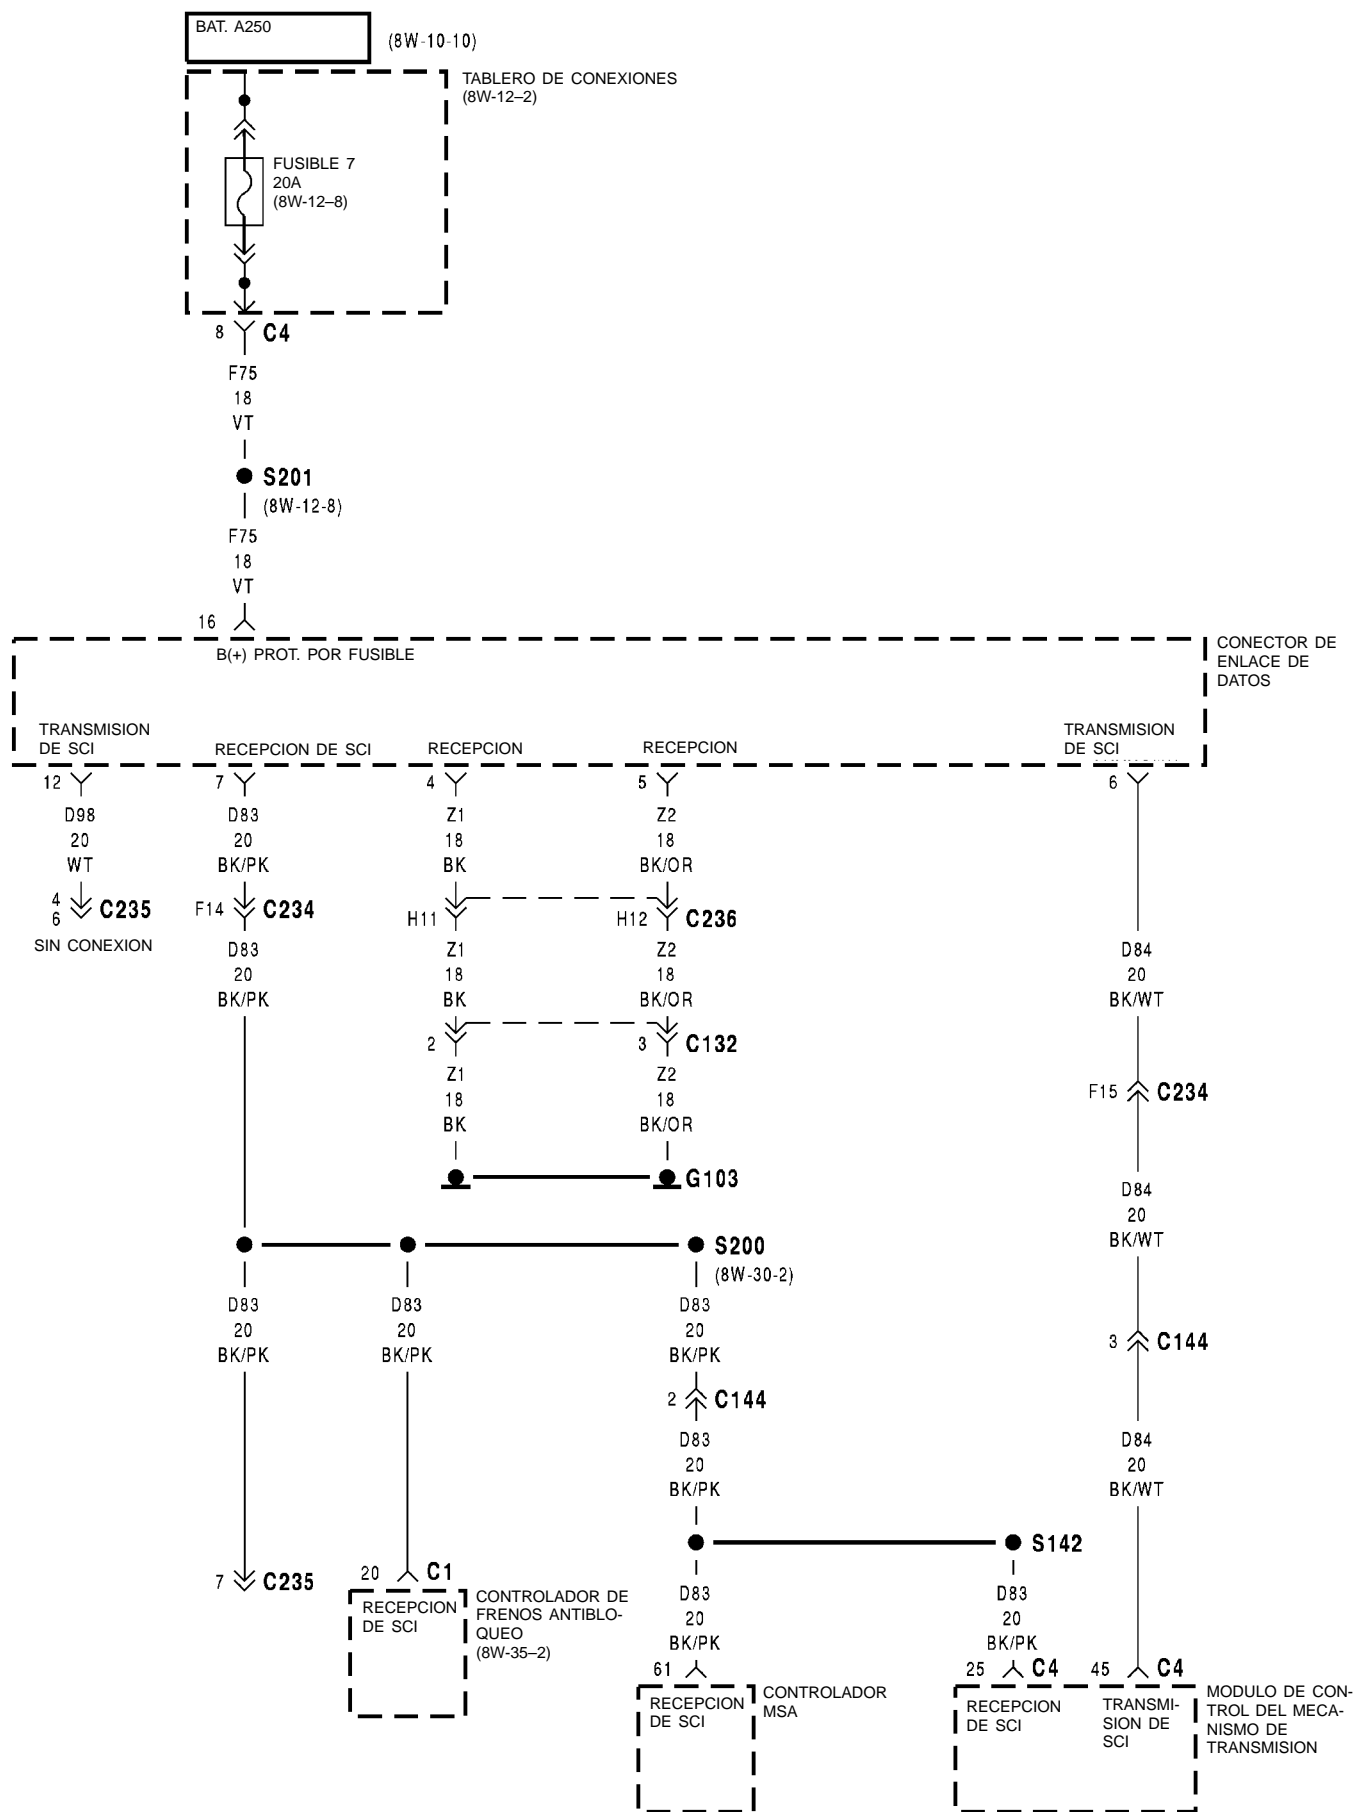 BAT. A250
(8W-10-10)
TABLERO DE CONEXIONES
(8W-12–2)
FUSIBLE 7
20A
(8W-12–8)
8 C4
F75
18
VT
S201
(8W-12-8)
F75
18
VT
16
B(+) PROT. POR FUSIBLE
CONECTOR DE
ENLACE DE
DATOS
TRANSMISION
DE SCI
RECEPCION DE SCI
RECEPCION
RECEPCION
TRANSMISION
DE SCI
12 7 4 5 6
D98 D83 Z1 Z2
20 20 18 18
WT BK/PK BK BK/OR
4
6 C235
F14 C234
H11 H12 C236
SIN CONEXION
D83 Z1 Z2 D84
20 18 18 20
BK/PK BK BK/OR BK/WT
2 3 C132
Z1 Z2
18 18
BK BK/OR
F15 C234
G103
D84
20
BK/WT
S200
(8W-30-2)
D83 D83 D83
20 20 20
BK/PK BK/PK BK/PK
3 C144
2 C144
D83 D84
20 20
BK/PK BK/WT
S142
7 C235
20 C1
RECEPCION
DE SCI
CONTROLADOR DE
FRENOS ANTIBLO-
QUEO
(8W-35–2)
D83 D83
20 20
BK/PK BK/PK
61 25 C4 45 C4
RECEPCION
DE SCI
CONTROLADOR
MSA
RECEPCION
DE SCI
TRANSMI-
SION DE
SCI
MODULO DE CON-
TROL DEL MECA-
NISMO DE
TRANSMISION